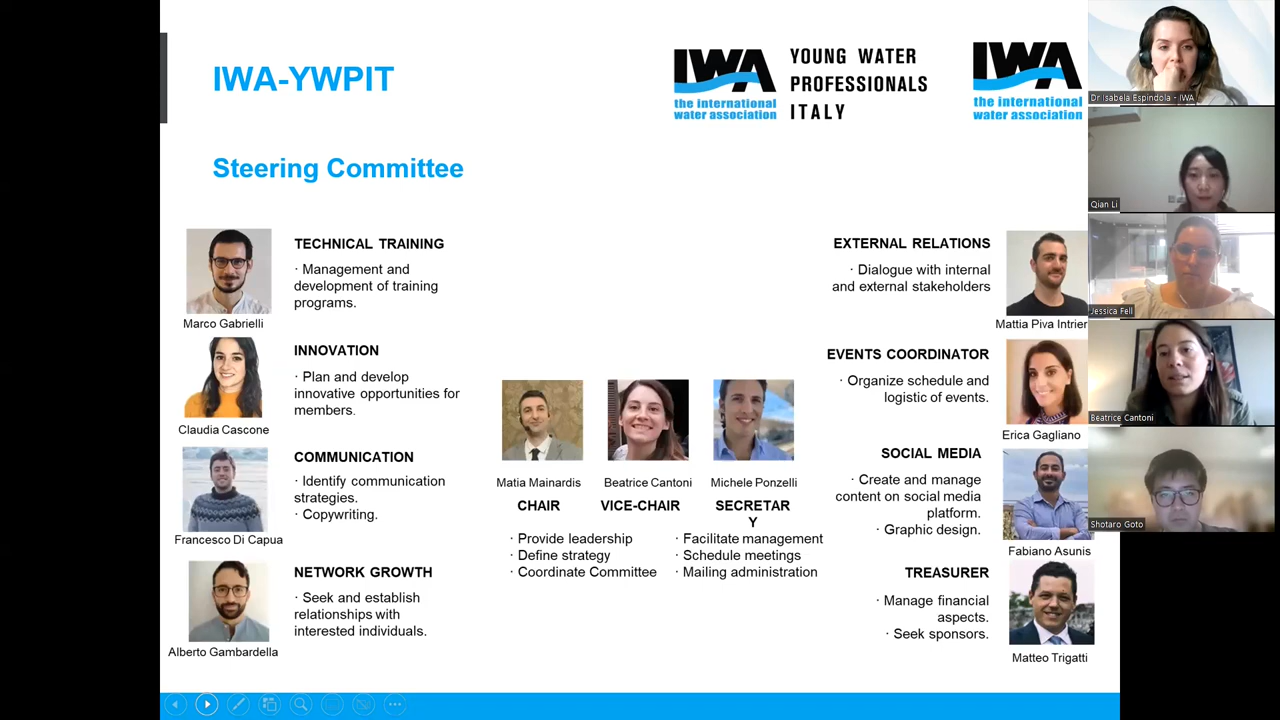 IWA-YWPIT
IWA
the international
water association
YOUNG WATER
PROFESSIONALS
ITALY
IWA
the international
water association
Steering Committee
Marco Gabrielli
TECHNICAL TRAINING
· Management and
development of training
programs.
Claudia Cascone
INNOVATION
· Plan and develop
innovative opportunities for
members.
Francesco Di Capua
COMMUNICATION
· Identify communication
strategies.
· Copywriting.
Alberto Gambardella
NETWORK GROWTH
· Seek and establish
relationships with
interested individuals.
Matia Mainardis
CHAIR
Beatrice Cantoni
VICE-CHAIR
· Provide leadership
· Define strategy
· Coordinate Committee
Michele Ponzelli
SECRETAR
Y
· Facilitate management
· Schedule meetings
· Mailing administration
EXTERNAL RELATIONS
· Dialogue with internal
and external stakeholders
Mattia Piva Intrier
EVENTS COORDINATOR
· Organize schedule and
logistic of events.
Erica Gagliano
SOCIAL MEDIA
· Create and manage
content on social media
platform.
· Graphic design.
Fabiano Asunis
TREASURER
· Manage financial
aspects.
· Seek sponsors.
Matteo Trigatti
Dr Isabela Espindola - IWA
Qian Li
Jessica Fell
Beatrice Cantoni
Shotaro Goto